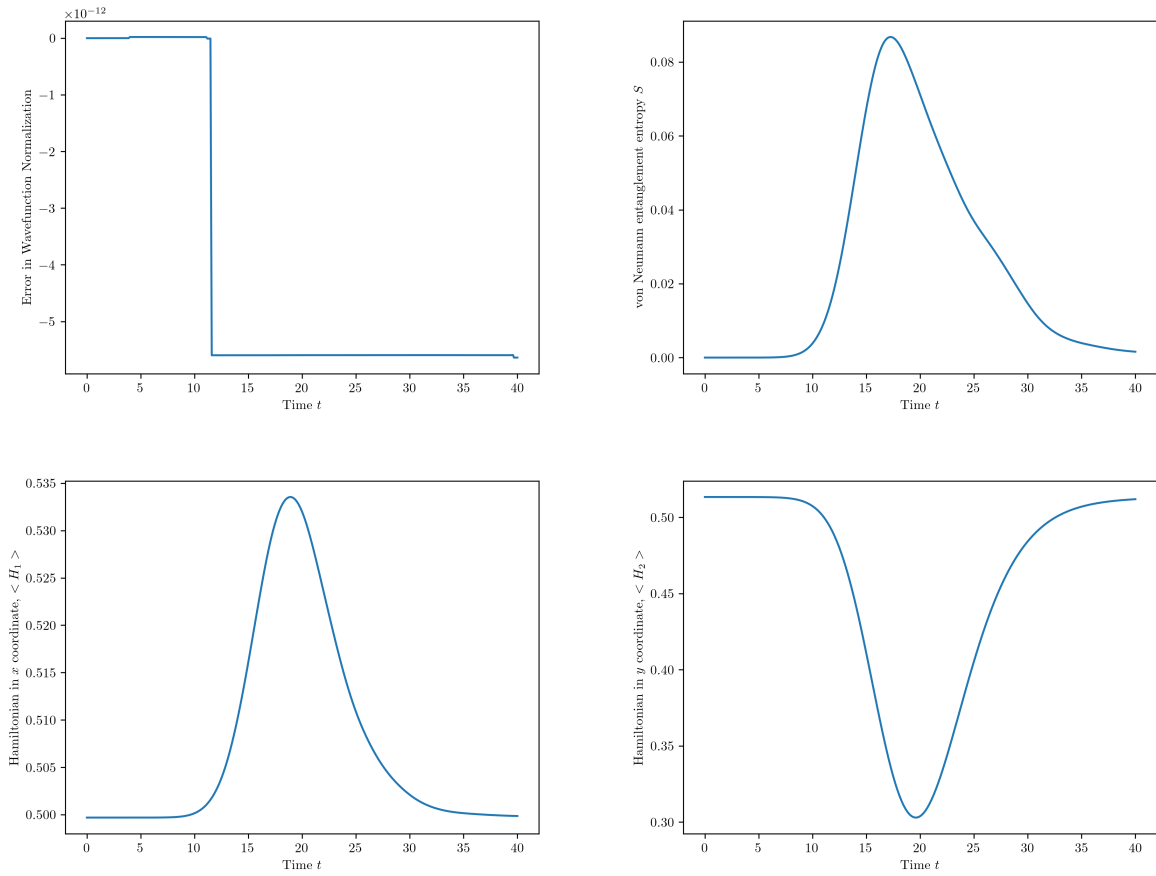 ×10⁻¹²
0
−1
−2
−3
−4
−5
Error in Wavefunction Normalization
0 5 10 15 20 25 30 35 40
Time t
0.08
0.06
0.04
0.02
0.00
von Neumann entanglement entropy S
0 5 10 15 20 25 30 35 40
Time t
0.535
0.530
0.525
0.520
0.515
0.510
0.505
0.500
Hamiltonian in x coordinate, < H₁ >
0 5 10 15 20 25 30 35 40
Time t
0.50
0.45
0.40
0.35
0.30
Hamiltonian in y coordinate, < H₂ >
0 5 10 15 20 25 30 35 40
Time t